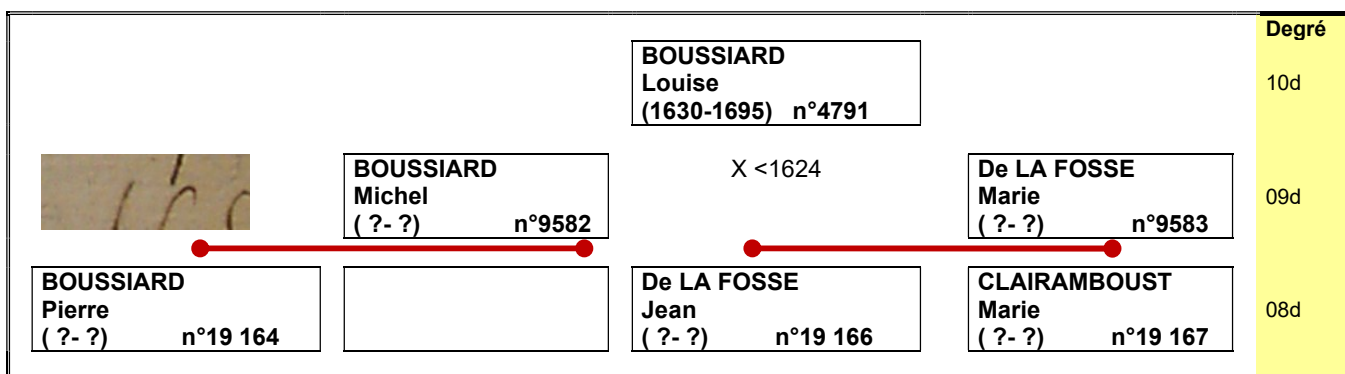 Degré
BOUSSIARD
Louise
(1630-1695) n°4791
10d
BOUSSIARD
Michel
( ?- ?) n°9582
X <1624
De LA FOSSE
Marie
( ?- ?) n°9583
09d
BOUSSIARD
Pierre
( ?- ?) n°19 164
De LA FOSSE
Jean
( ?- ?) n°19 166
CLAIRAMBOUST
Marie
( ?- ?) n°19 167
08d